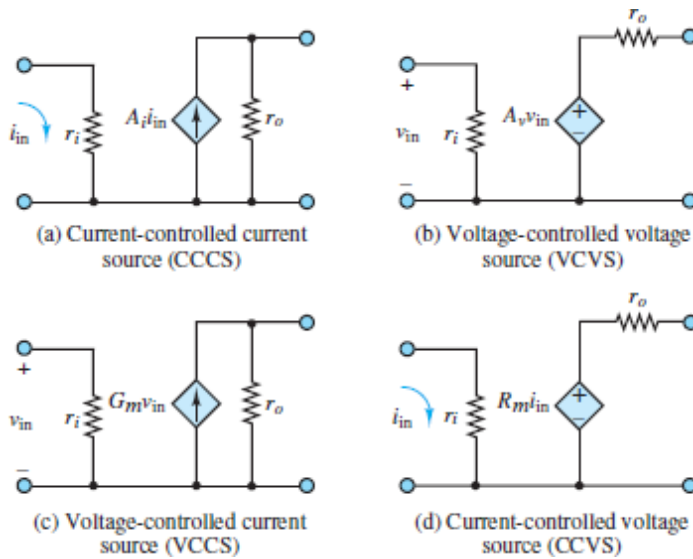 r_o
i_in r_i A_i i_in r_o
+
v_in r_i A_v v_in + −
−
(a) Current-controlled current
source (CCCS)
(b) Voltage-controlled voltage
source (VCVS)
r_o
+
v_in r_i G_m v_in r_o
−
i_in r_i R_m i_in + −
(c) Voltage-controlled current
source (VCCS)
(d) Current-controlled voltage
source (CCVS)